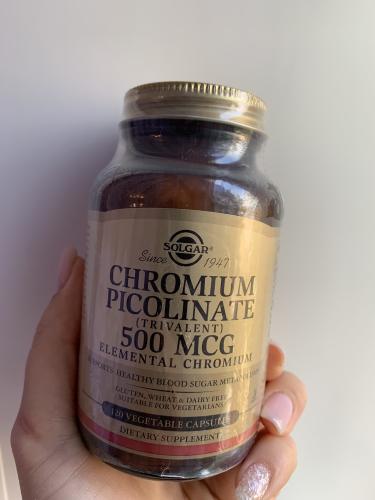 SOLGAR®
Since 1947
CHROMIUM
PICOLINATE
(TRIVALENT)
500 MCG
ELEMENTAL CHROMIUM
SUPPORTS HEALTHY BLOOD SUGAR
GLUTEN, WHEAT & DAIRY FREE
SUITABLE FOR VEGETARIANS
120 VEGETABLE CAPSULES
DIETARY SUPPLEMENT